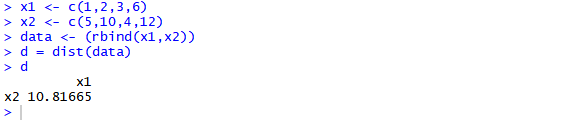 > x1 <- c(1,2,3,6)
> x2 <- c(5,10,4,12)
> data <- (rbind(x1,x2))
> d = dist(data)
> d
         x1
x2 10.81665
>